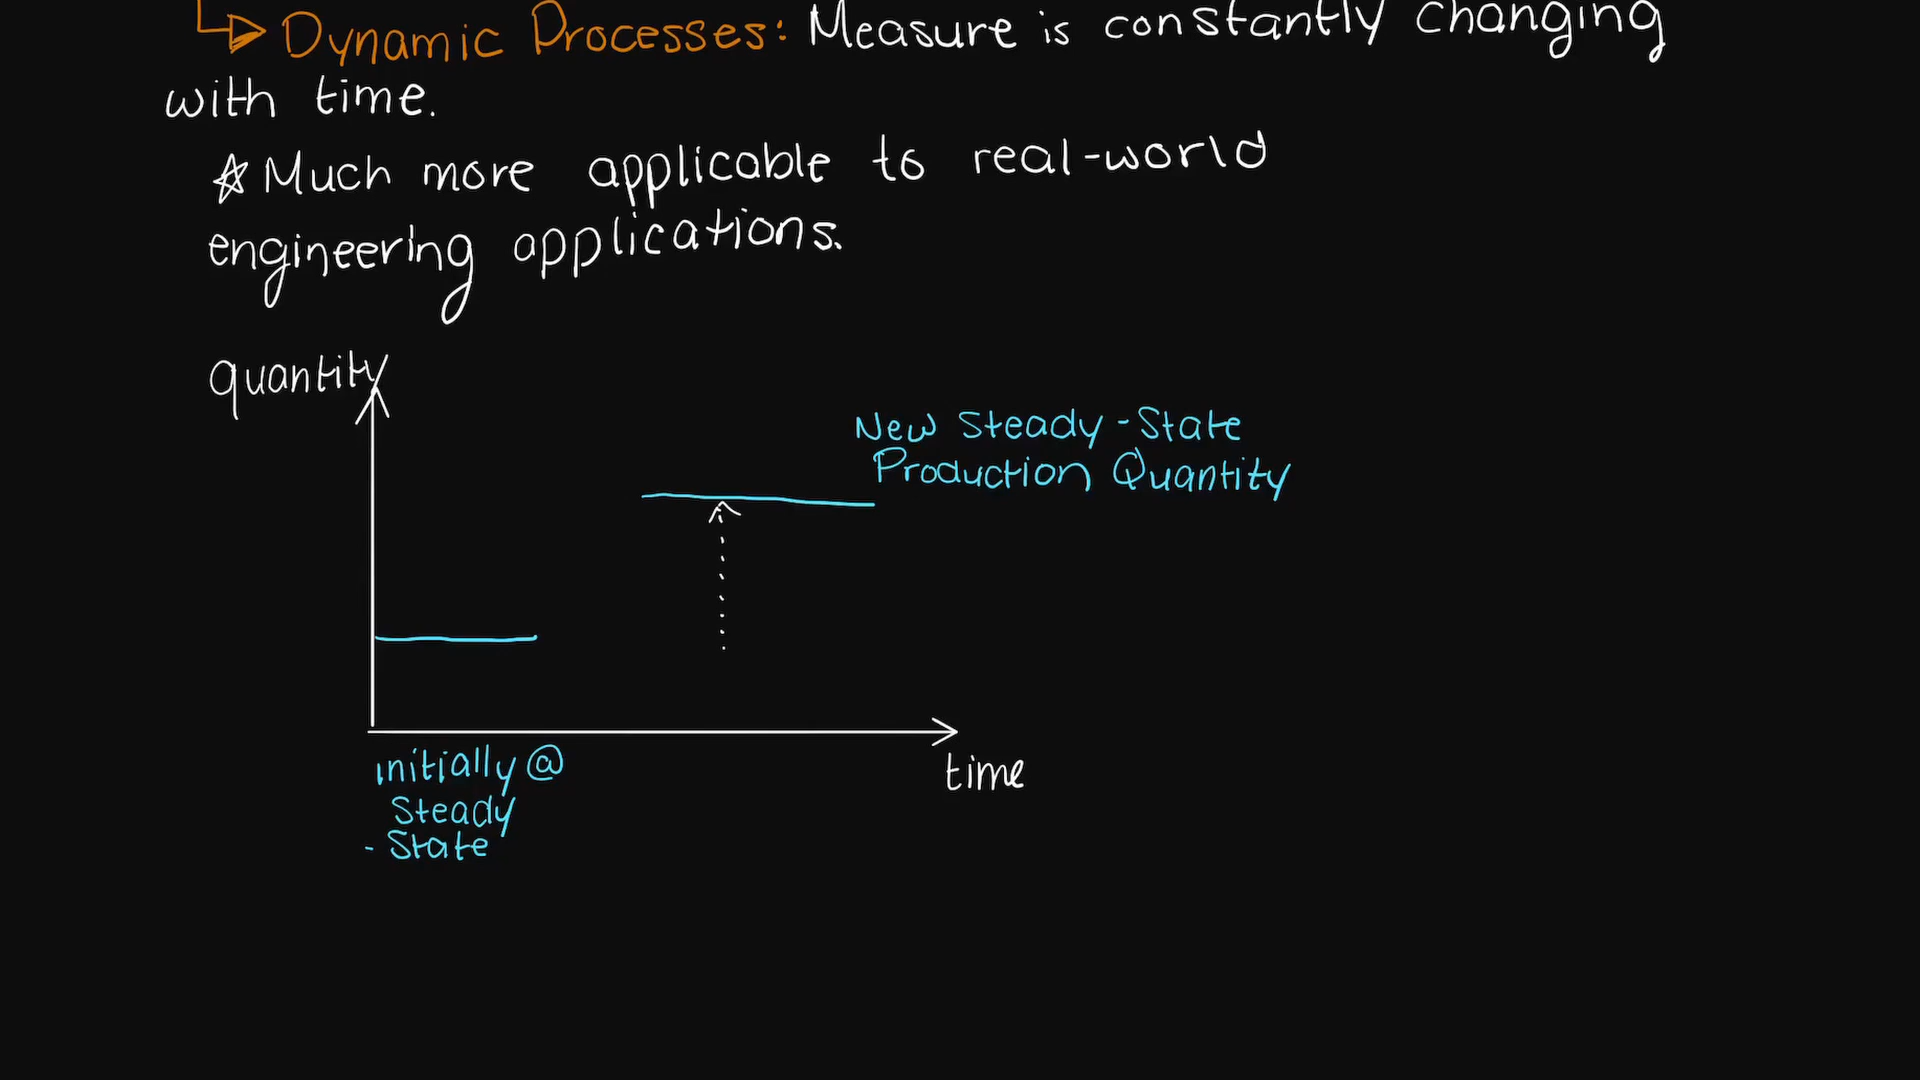 Dynamic Processes: Measure is constantly changing
with time.
☆ Much more applicable to real-world
engineering applications.
quantity
New Steady-State
Production Quantity
initially @
Steady
- State
time